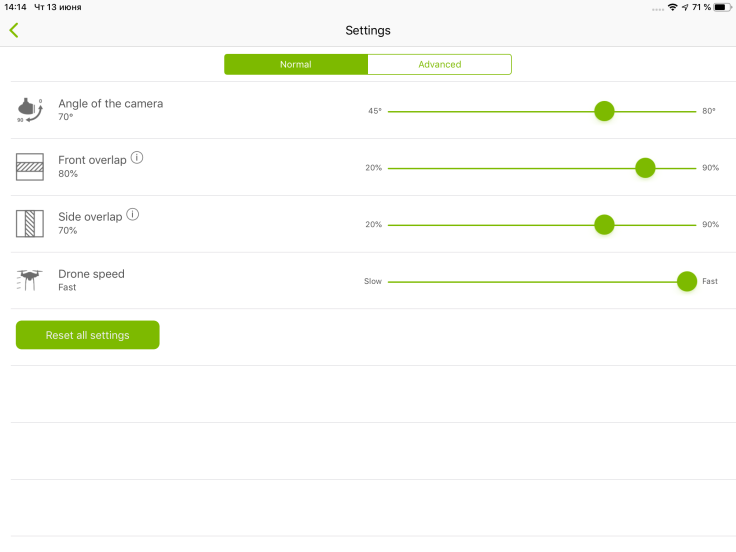 14:14 Чт 13 июня 71 %
Settings
Normal Advanced
0
90
Angle of the camera
70°
45° 80°
Front overlap i
80%
20% 90%
Side overlap i
70%
20% 90%
Drone speed
Fast
Slow Fast
Reset all settings